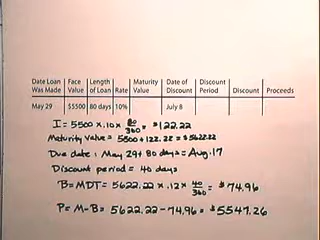 Date Loan Was Made | Face Value | Length of Loan | Rate | Maturity Value | Date of Discount | Discount Period | Discount | Proceeds
May 29 | $5500 | 80 days | 10% | | July 8 | | |
I = 5500 x .10 x 80/360 = $122.22
Maturity Value = 5500 + 122.22 = $5622.22
Due date: May 29 + 80 days = Aug. 17
Discount period = 40 days
B = MDT = 5622.22 x .12 x 40/360 = $74.96
P = M - B = 5622.22 - 74.96 = $5547.26